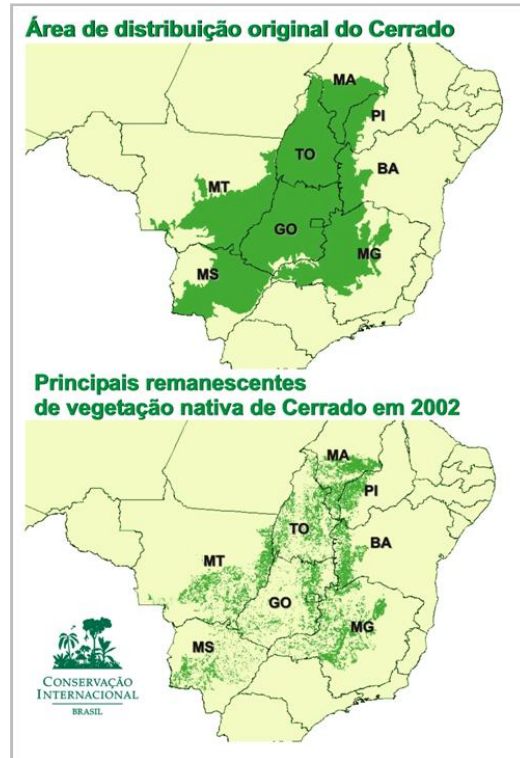 Área de distribuição original do Cerrado
MA
PI
TO
BA
MT
GO
MG
MS
Principais remanescentes
de vegetação nativa de Cerrado em 2002
MA
PI
TO
BA
MT
GO
MG
MS
CONSERVAÇÃO
INTERNACIONAL
BRASIL